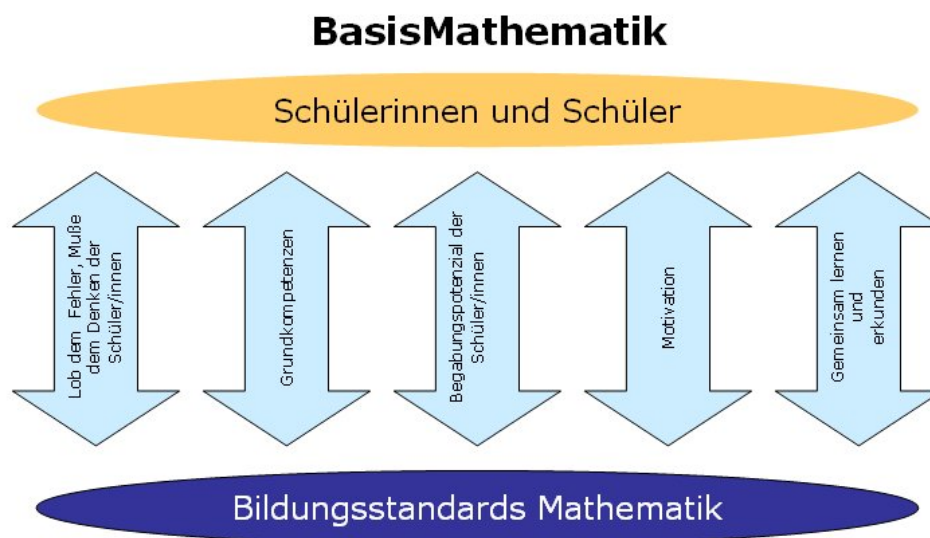 BasisMathematik
Schülerinnen und Schüler
Lob dem Fehler, Muße
dem Denken der
Schüler/innen
Grundkompetenzen
Begabungspotenzial der
Schüler/innen
Motivation
Gemeinsam lernen
und
erkunden
Bildungsstandards Mathematik